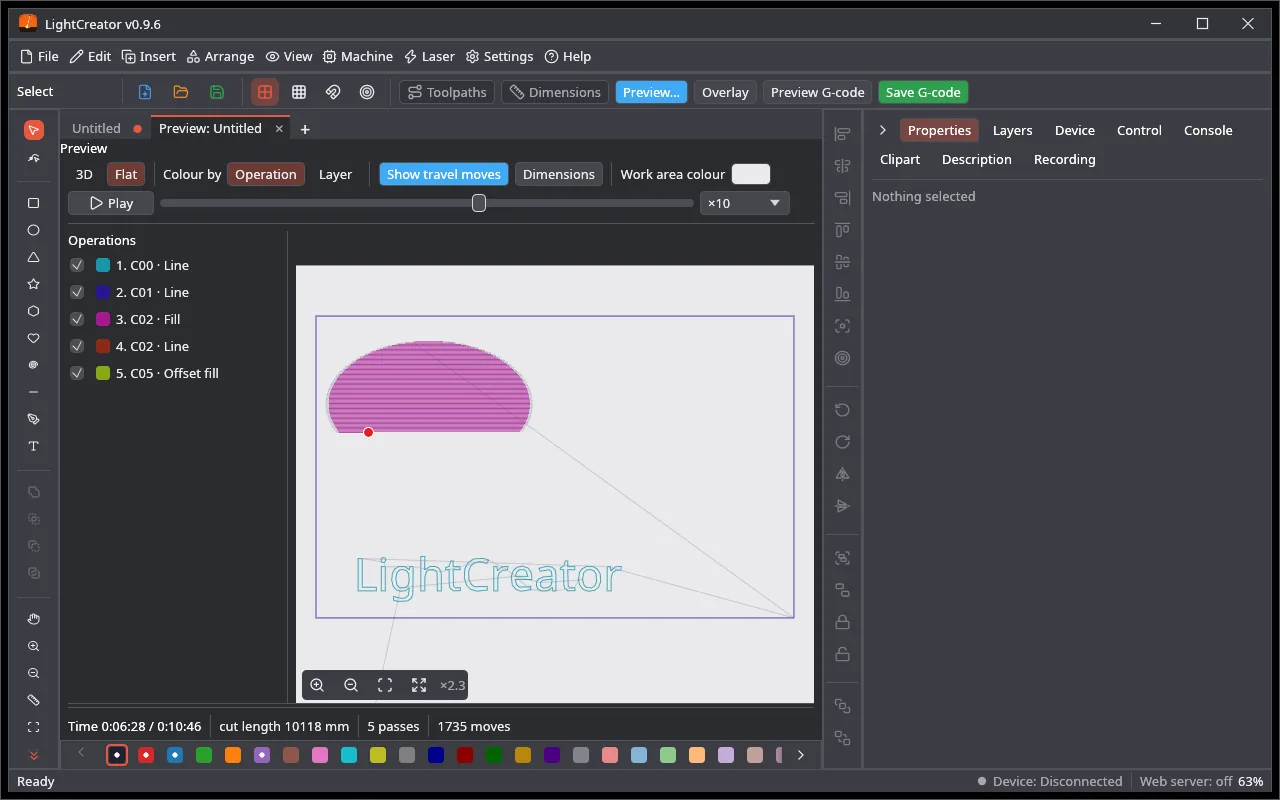 LightCreator v0.9.6
File Edit Insert Arrange View Machine Laser Settings Help
Select Toolpaths Dimensions Preview... Overlay Preview G-code Save G-code
Untitled Preview: Untitled
Preview
3D Flat Colour by Operation Layer Show travel moves Dimensions Work area colour
Play ×10
Operations
1. C00 · Line
2. C01 · Line
3. C02 · Fill
4. C02 · Line
5. C05 · Offset fill
LightCreator
×2.3
Time 0:06:28 / 0:10:46 cut length 10118 mm 5 passes 1735 moves
Properties Layers Device Control Console
Clipart Description Recording
Nothing selected
Ready Device: Disconnected Web server: off 63%